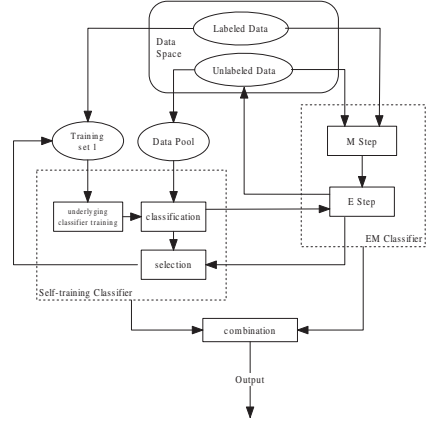 Labeled Data
Data
Space
Unlabeled Data
Training
set 1
Data Pool
M Step
underlyging
classifier training
classification
E Step
selection
EM Classifier
Self-training Classifier
combination
Output